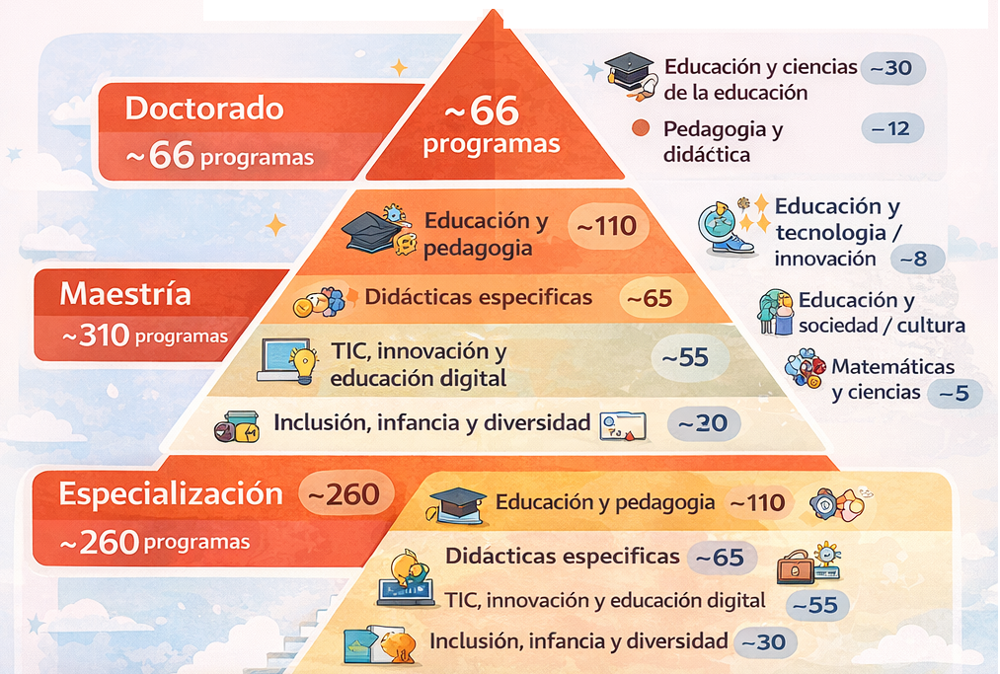 Doctorado
~66 programas
~66
programas
Educación y ciencias ~30
de la educación
Pedagogia y ~12
didáctica
Educación y
tecnologia /
innovación ~8
Educación y
sociedad / cultura
Matemáticas
y ciencias ~5
Maestría
~310 programas
Educación y ~110
pedagogia
Didácticas especificas ~65
TIC, innovación y ~55
educación digital
Inclusión, infancia y diversidad ~20
Especialización ~260
~260 programas
Educación y pedagogia ~110
Didácticas especificas ~65
TIC, innovación y educación digital ~55
Inclusión, infancia y diversidad ~30